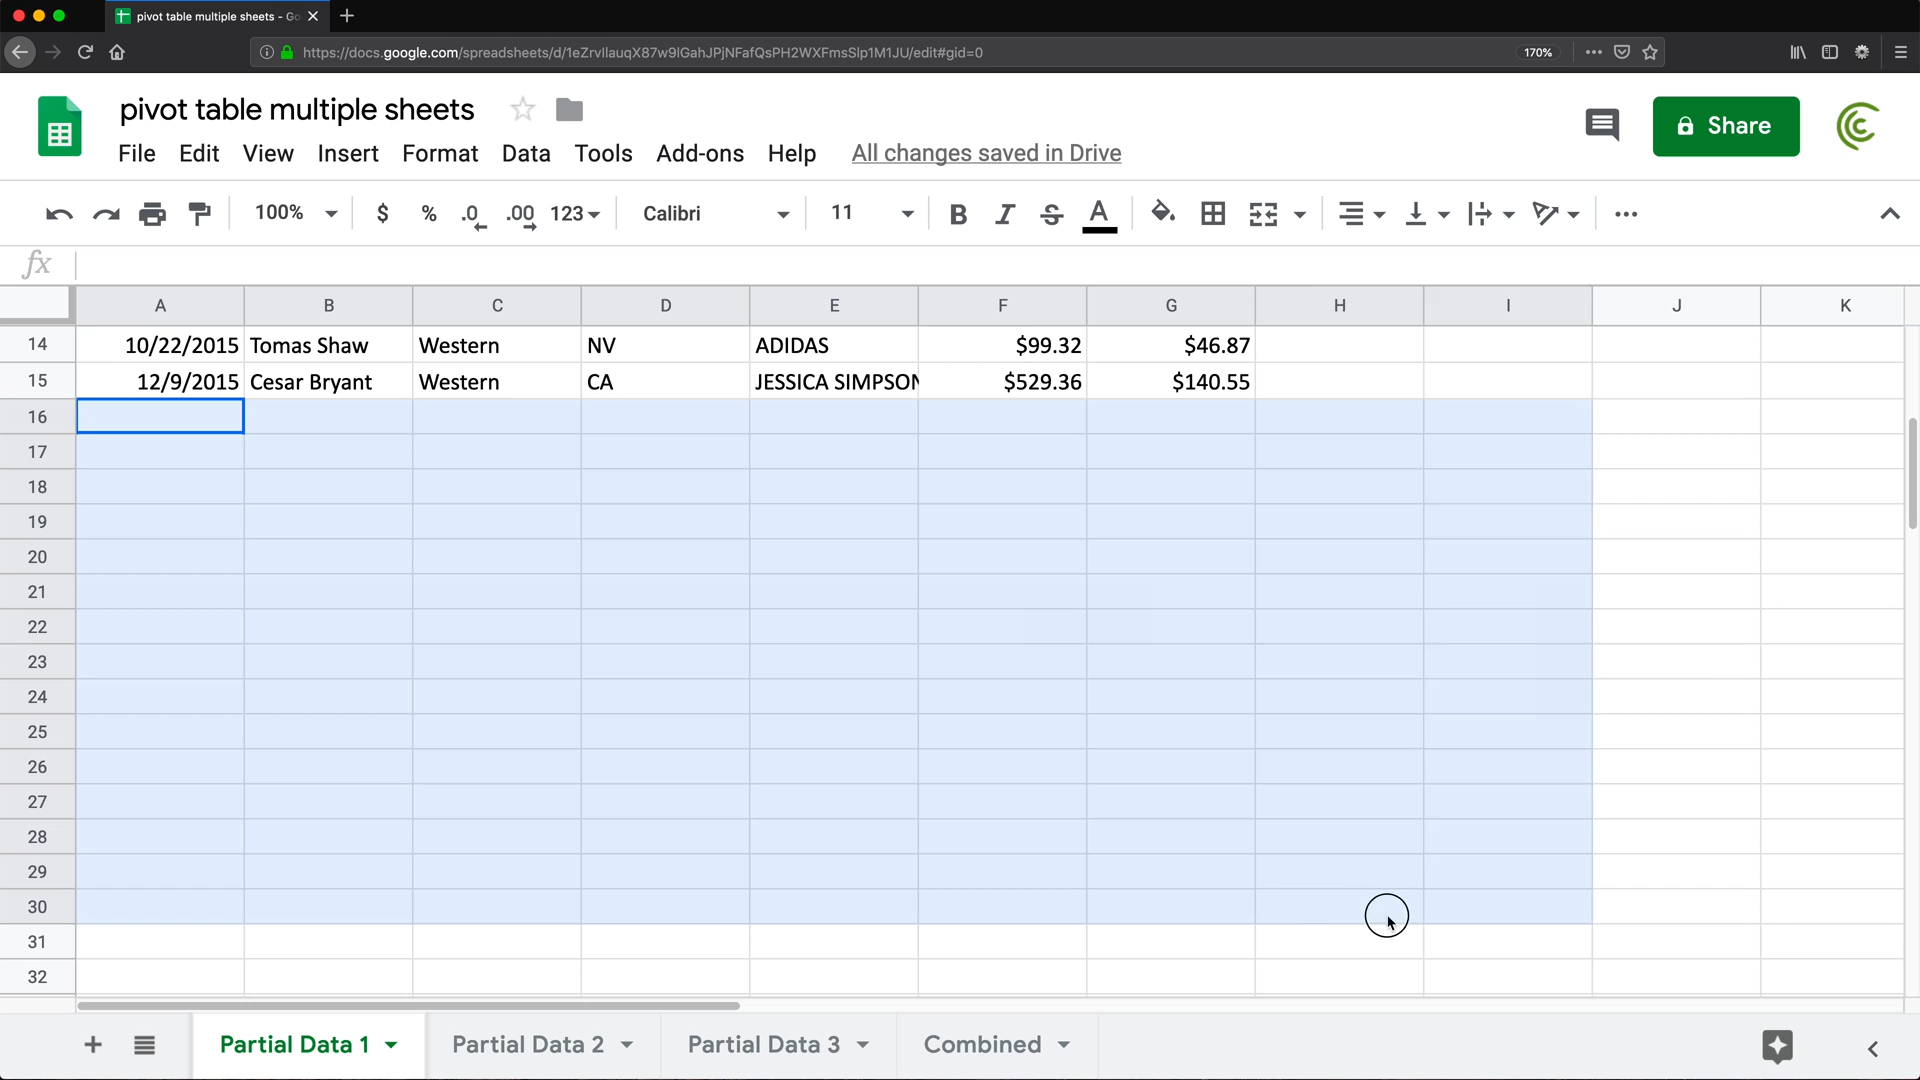 pivot table multiple sheets - Go
https://docs.google.com/spreadsheets/d/1eZrvIlauqX87w9IGahJPjNFafQsPH2WXFmsSlp1M1JU/edit#gid=0 170%
pivot table multiple sheets
File Edit View Insert Format Data Tools Add-ons Help All changes saved in Drive
Share
100% $ % .0 .00 123 Calibri 11 B I S A
fx
A B C D E F G H I J K
14 10/22/2015 Tomas Shaw Western NV ADIDAS $99.32 $46.87
15 12/9/2015 Cesar Bryant Western CA JESSICA SIMPSON $529.36 $140.55
16
17
18
19
20
21
22
23
24
25
26
27
28
29
30
31
32
+ Partial Data 1 Partial Data 2 Partial Data 3 Combined